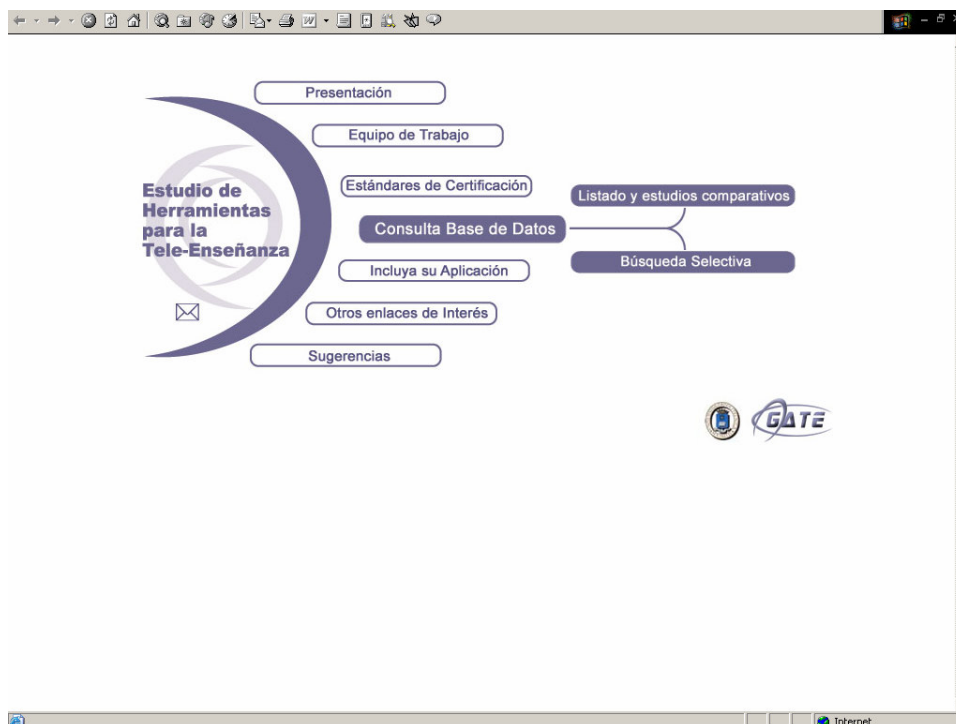 Presentación
Equipo de Trabajo
Estándares de Certificación
Estudio de
Herramientas
para la
Tele-Enseñanza
Consulta Base de Datos
Listado y estudios comparativos
Búsqueda Selectiva
Incluya su Aplicación
Otros enlaces de Interés
Sugerencias
GATE
Internet